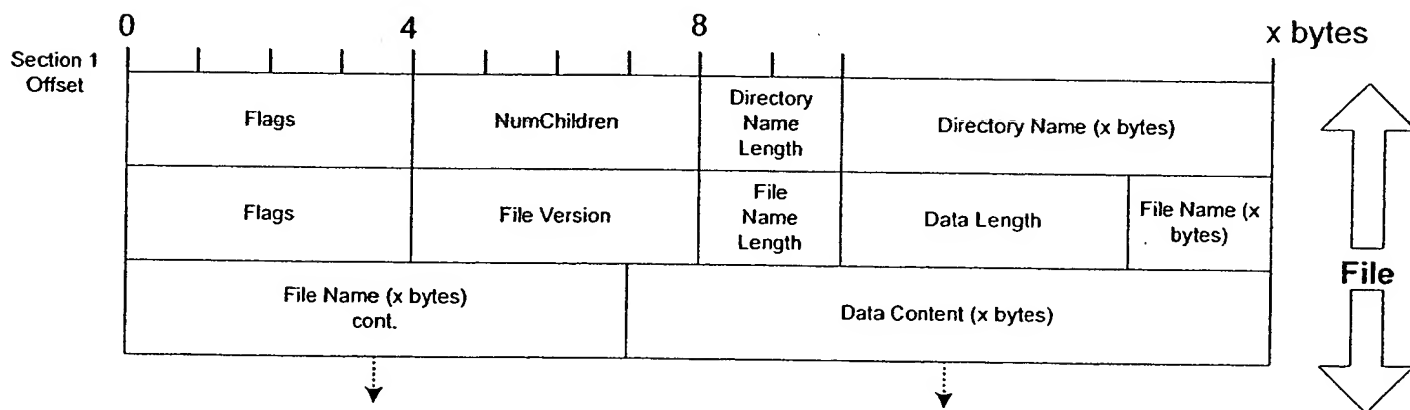 0 4 8 x bytes
Section 1
Offset
Flags
NumChildren
Directory
Name
Length
Directory Name (x bytes)
Flags
File Version
File
Name
Length
Data Length
File Name (x
bytes)
File Name (x bytes)
cont.
Data Content (x bytes)
File